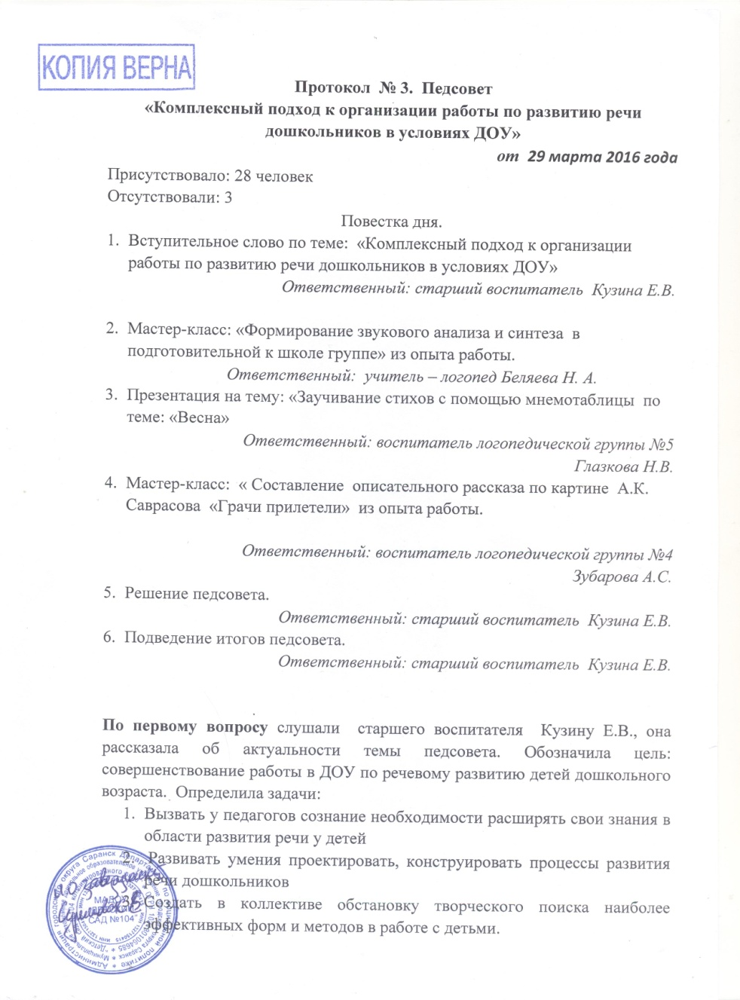 КОПИЯ ВЕРНА
Протокол № 3. Педсовет
«Комплексный подход к организации работы по развитию речи
дошкольников в условиях ДОУ»
от 29 марта 2016 года
Присутствовало: 28 человек
Отсутствовали: 3
Повестка дня.
1. Вступительное слово по теме: «Комплексный подход к организации
работы по развитию речи дошкольников в условиях ДОУ»
Ответственный: старший воспитатель Кузина Е.В.
2. Мастер-класс: «Формирование звукового анализа и синтеза в
подготовительной к школе группе» из опыта работы.
Ответственный: учитель – логопед Беляева Н. А.
3. Презентация на тему: «Заучивание стихов с помощью мнемотаблицы по
теме: «Весна»
Ответственный: воспитатель логопедической группы №5
Глазкова Н.В.
4. Мастер-класс: « Составление описательного рассказа по картине А.К.
Саврасова «Грачи прилетели» из опыта работы.
Ответственный: воспитатель логопедической группы №4
Зубарова А.С.
5. Решение педсовета.
Ответственный: старший воспитатель Кузина Е.В.
6. Подведение итогов педсовета.
Ответственный: старший воспитатель Кузина Е.В.
По первому вопросу слушали старшего воспитателя Кузину Е.В., она
рассказала об актуальности темы педсовета. Обозначила цель:
совершенствование работы в ДОУ по речевому развитию детей дошкольного
возраста. Определила задачи:
1. Вызвать у педагогов сознание необходимости расширять свои знания в
области развития речи у детей
2. Развивать умения проектировать, конструировать процессы развития
речи дошкольников
3. Создать в коллективе обстановку творческого поиска наиболее
эффективных форм и методов в работе с детьми.
САД №104